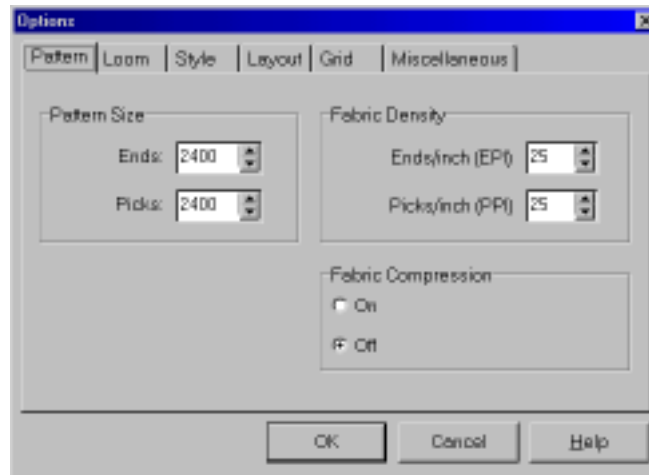 Options
Pattern Loom Style Layout Grid Miscellaneous
Pattern Size
Ends: 2400
Picks: 2400
Fabric Density
Ends/inch (EPI) 25
Picks/inch (PPI) 25
Fabric Compression
On
Off
OK Cancel Help